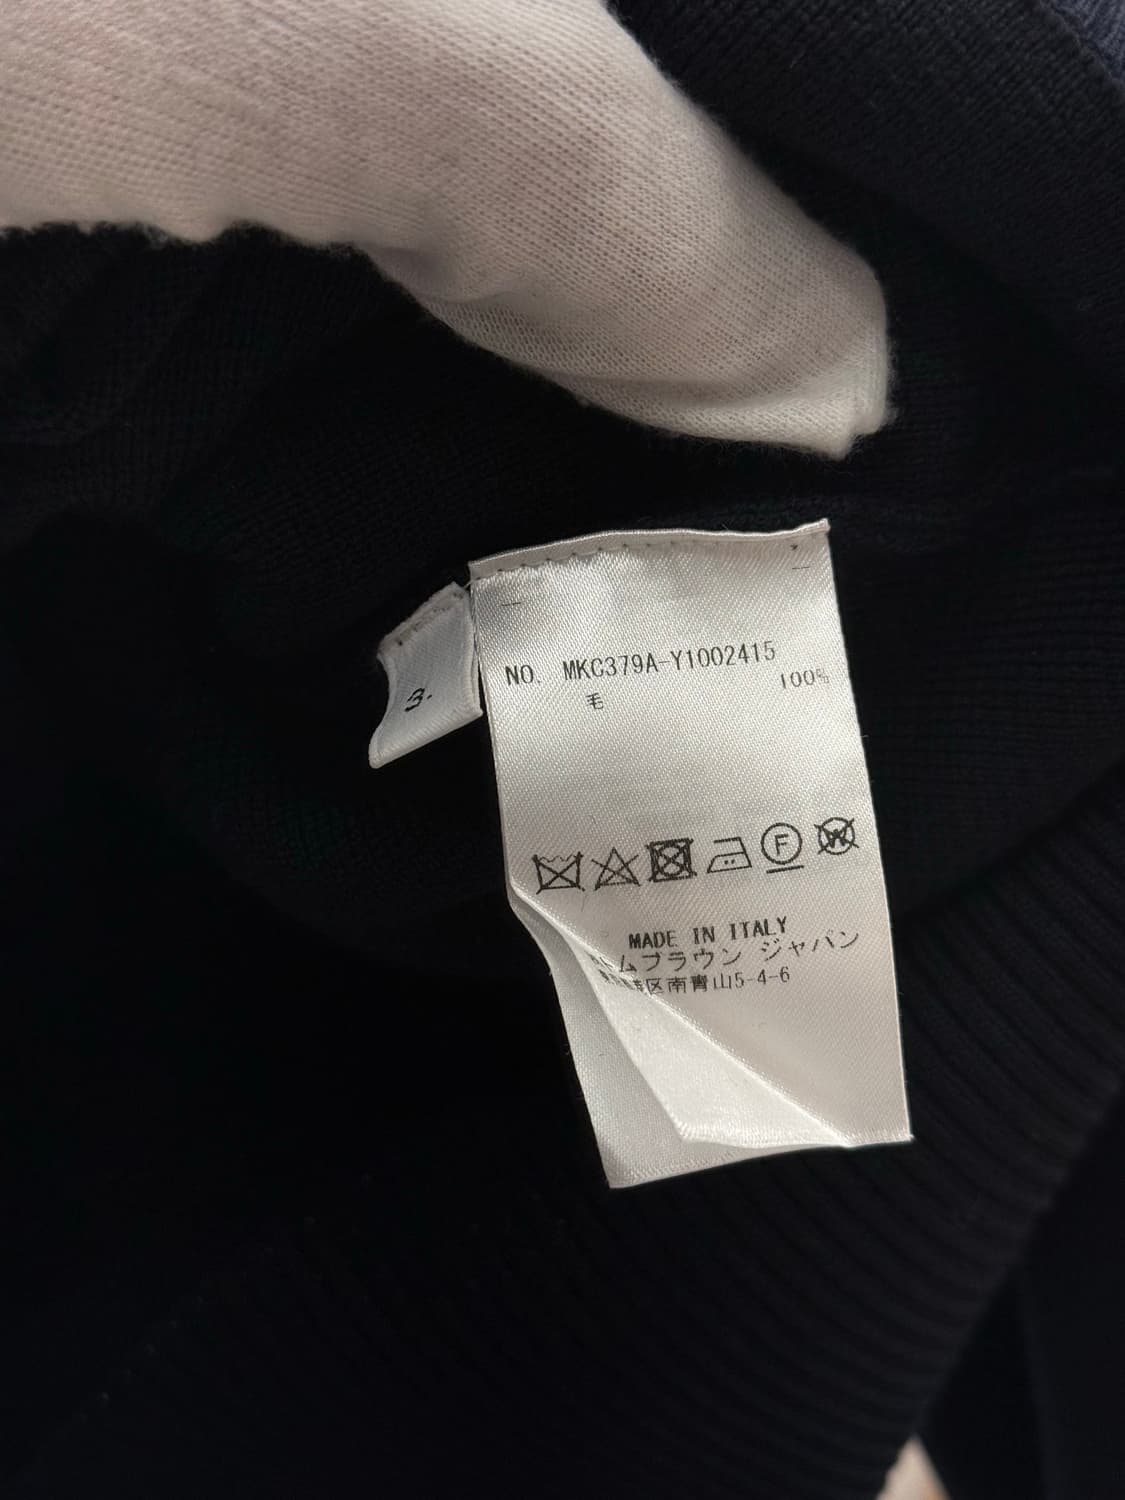 NO. MKC379A-Y1002415
毛 100%
3.
F
W
MADE IN ITALY
ムブラウン ジャパン
区南青山5-4-6